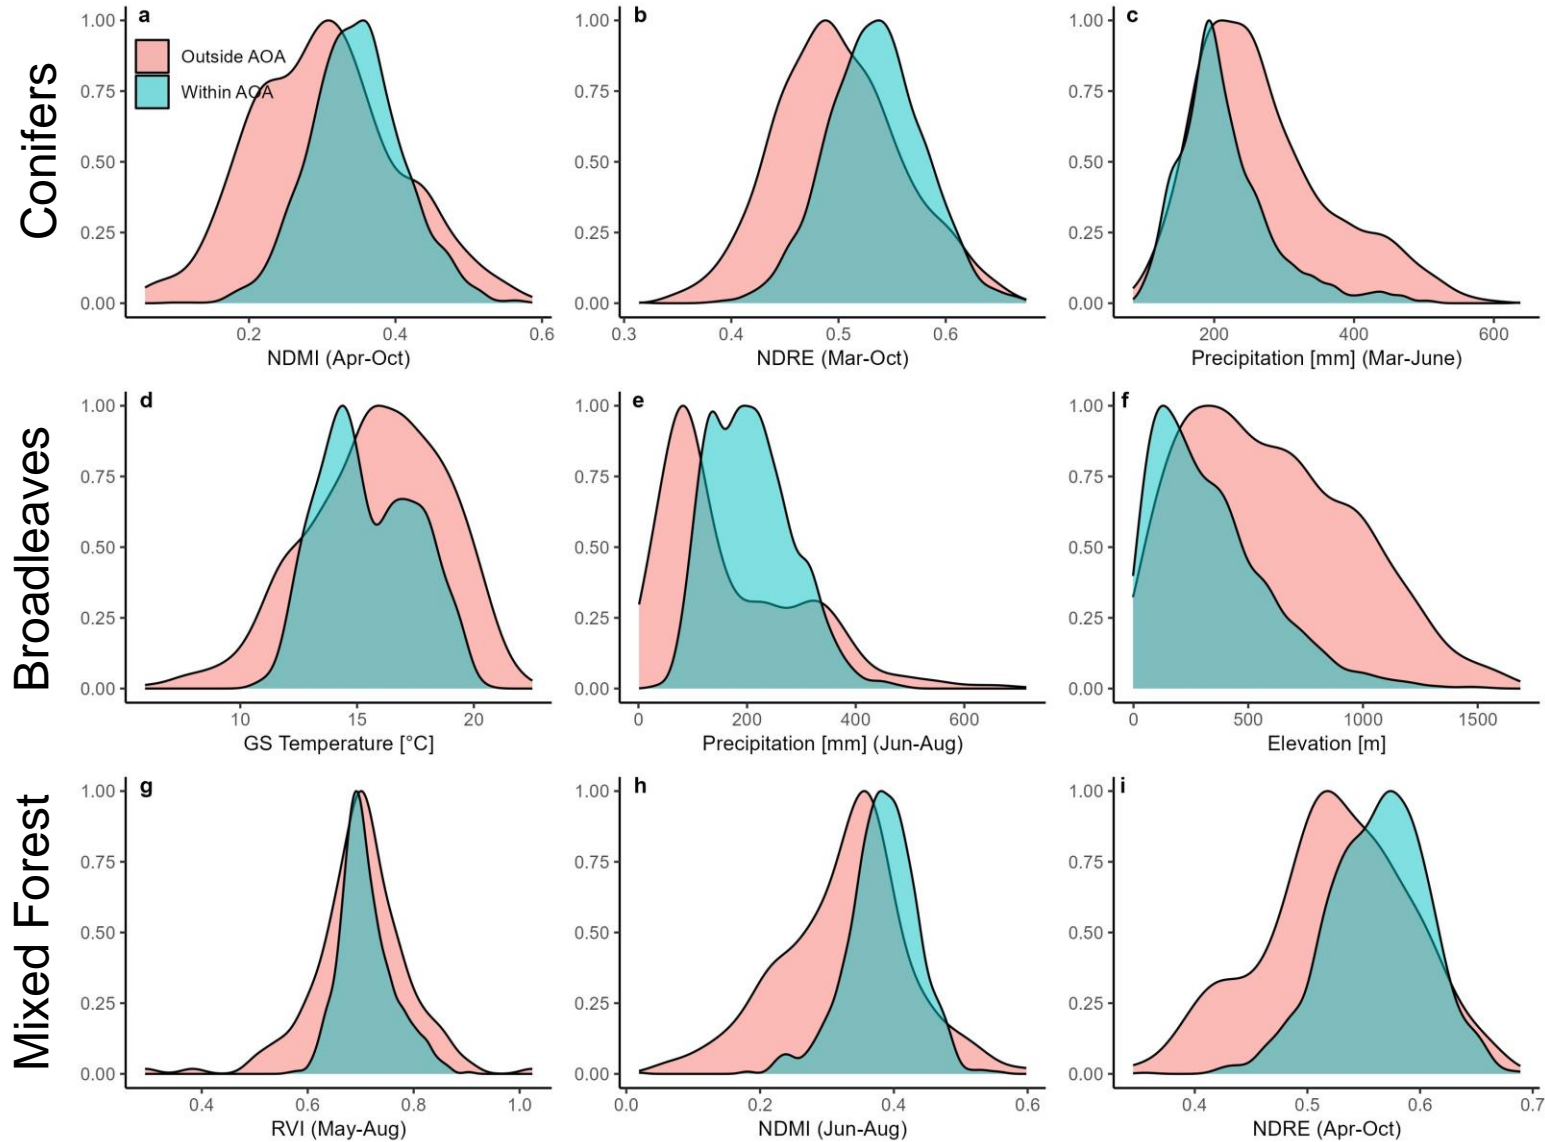 Conifers
a
Outside AOA
Within AOA
1.00
0.75
0.50
0.25
0.00
0.2 0.4 0.6
NDMI (Apr-Oct)
b
1.00
0.75
0.50
0.25
0.00
0.3 0.4 0.5 0.6
NDRE (Mar-Oct)
c
1.00
0.75
0.50
0.25
0.00
200 400 600
Precipitation [mm] (Mar-June)
Broadleaves
d
1.00
0.75
0.50
0.25
0.00
10 15 20
GS Temperature [°C]
e
1.00
0.75
0.50
0.25
0.00
0 200 400 600
Precipitation [mm] (Jun-Aug)
f
1.00
0.75
0.50
0.25
0.00
0 500 1000 1500
Elevation [m]
Mixed Forest
g
1.00
0.75
0.50
0.25
0.00
0.4 0.6 0.8 1.0
RVI (May-Aug)
h
1.00
0.75
0.50
0.25
0.00
0.0 0.2 0.4 0.6
NDMI (Jun-Aug)
i
1.00
0.75
0.50
0.25
0.00
0.4 0.5 0.6 0.7
NDRE (Apr-Oct)